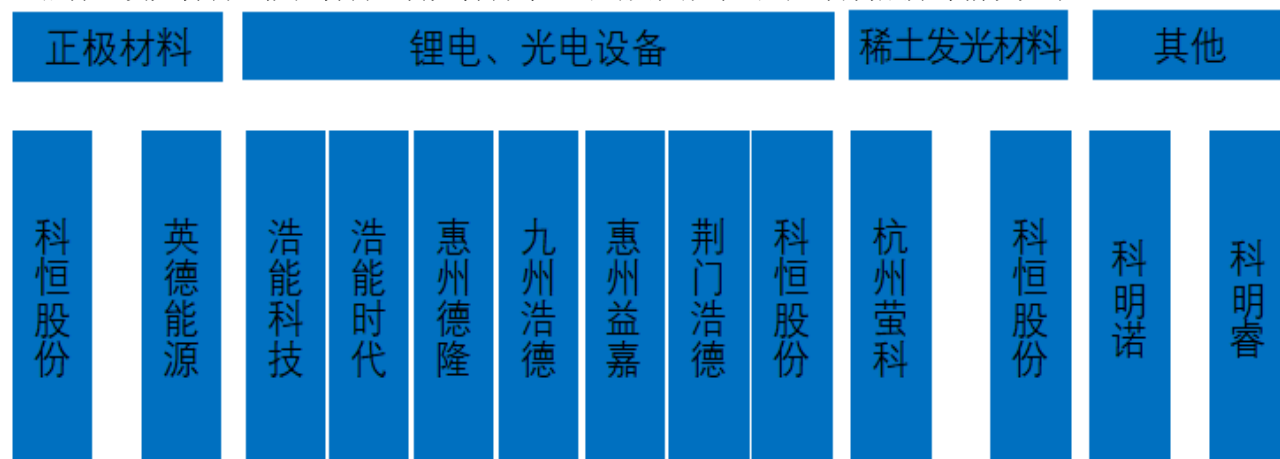 正极材料
锂电、光电设备
稀土发光材料
其他
科恒股份
英德能源
浩能科技
浩能时代
惠州德隆
九州浩德
惠州益嘉
荆门浩德
科恒股份
杭州萤科
科恒股份
科明诺
科明睿